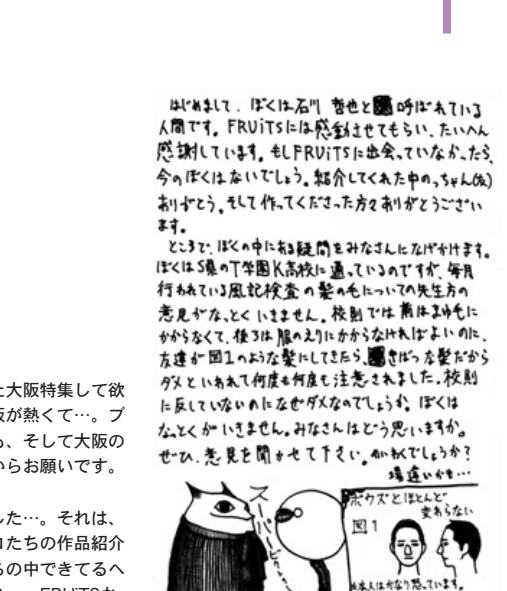 はじめまして、ぼくは石川 哲也と呼ばれている
人間です。FRUiTSには感動させてもらい、たいへん
感謝しています。もしFRUiTSに出会っていなかったら、
今のぼくはないでしょう。紹介してくれた中のっちゃん(友)
ありがとう。そして作ってくださった方々ありがとうござい
ます。
ところで、ぼくの中にある疑問をみなさんになげかけます。
ぼくはS県のT学園K高校に通っているのですが、毎月
行われている風記検査の髪の毛についての先生方の
意見がなっとくいきません。校則では前はまゆ毛に
かからなくて、後ろは服のえりにかからなければよいのに、
友達が図1のような髪にしてきたら、きばつな髪だから
ダメといわれて何度も何度も注意されました。校則
に反していないのになぜダメなのでしょうか。ぼくは
なっとくがいきません。みなさんはどう思いますか。
ぜひ、意見を聞かせて下さい。かわくでしょうか?
場違いかも…
大阪特集して欲
阪が熱くて…。ブ
も、そして大阪の
からお願いです。
した…。それは、
コたちの作品紹介
らの中できてるヘ
スーパー
ボウズとほとんど
変わらない
図1
本人はかなり怒っています。